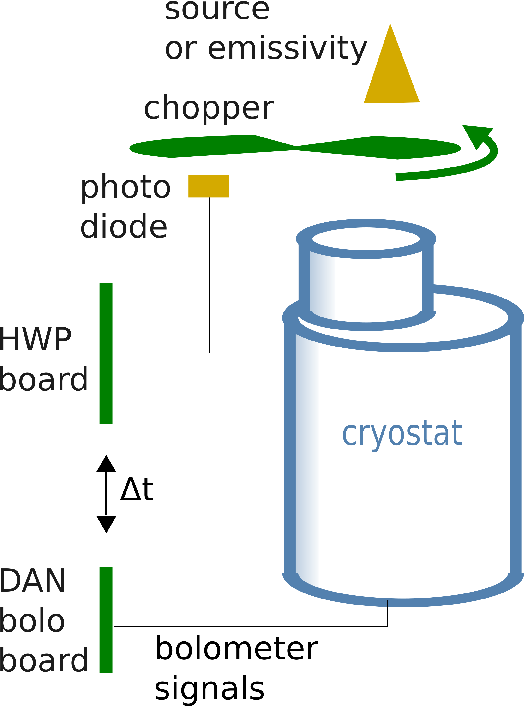 source
or emissivity
chopper
photo
diode
HWP
board
cryostat
Δt
DAN
bolo
board
bolometer
signals